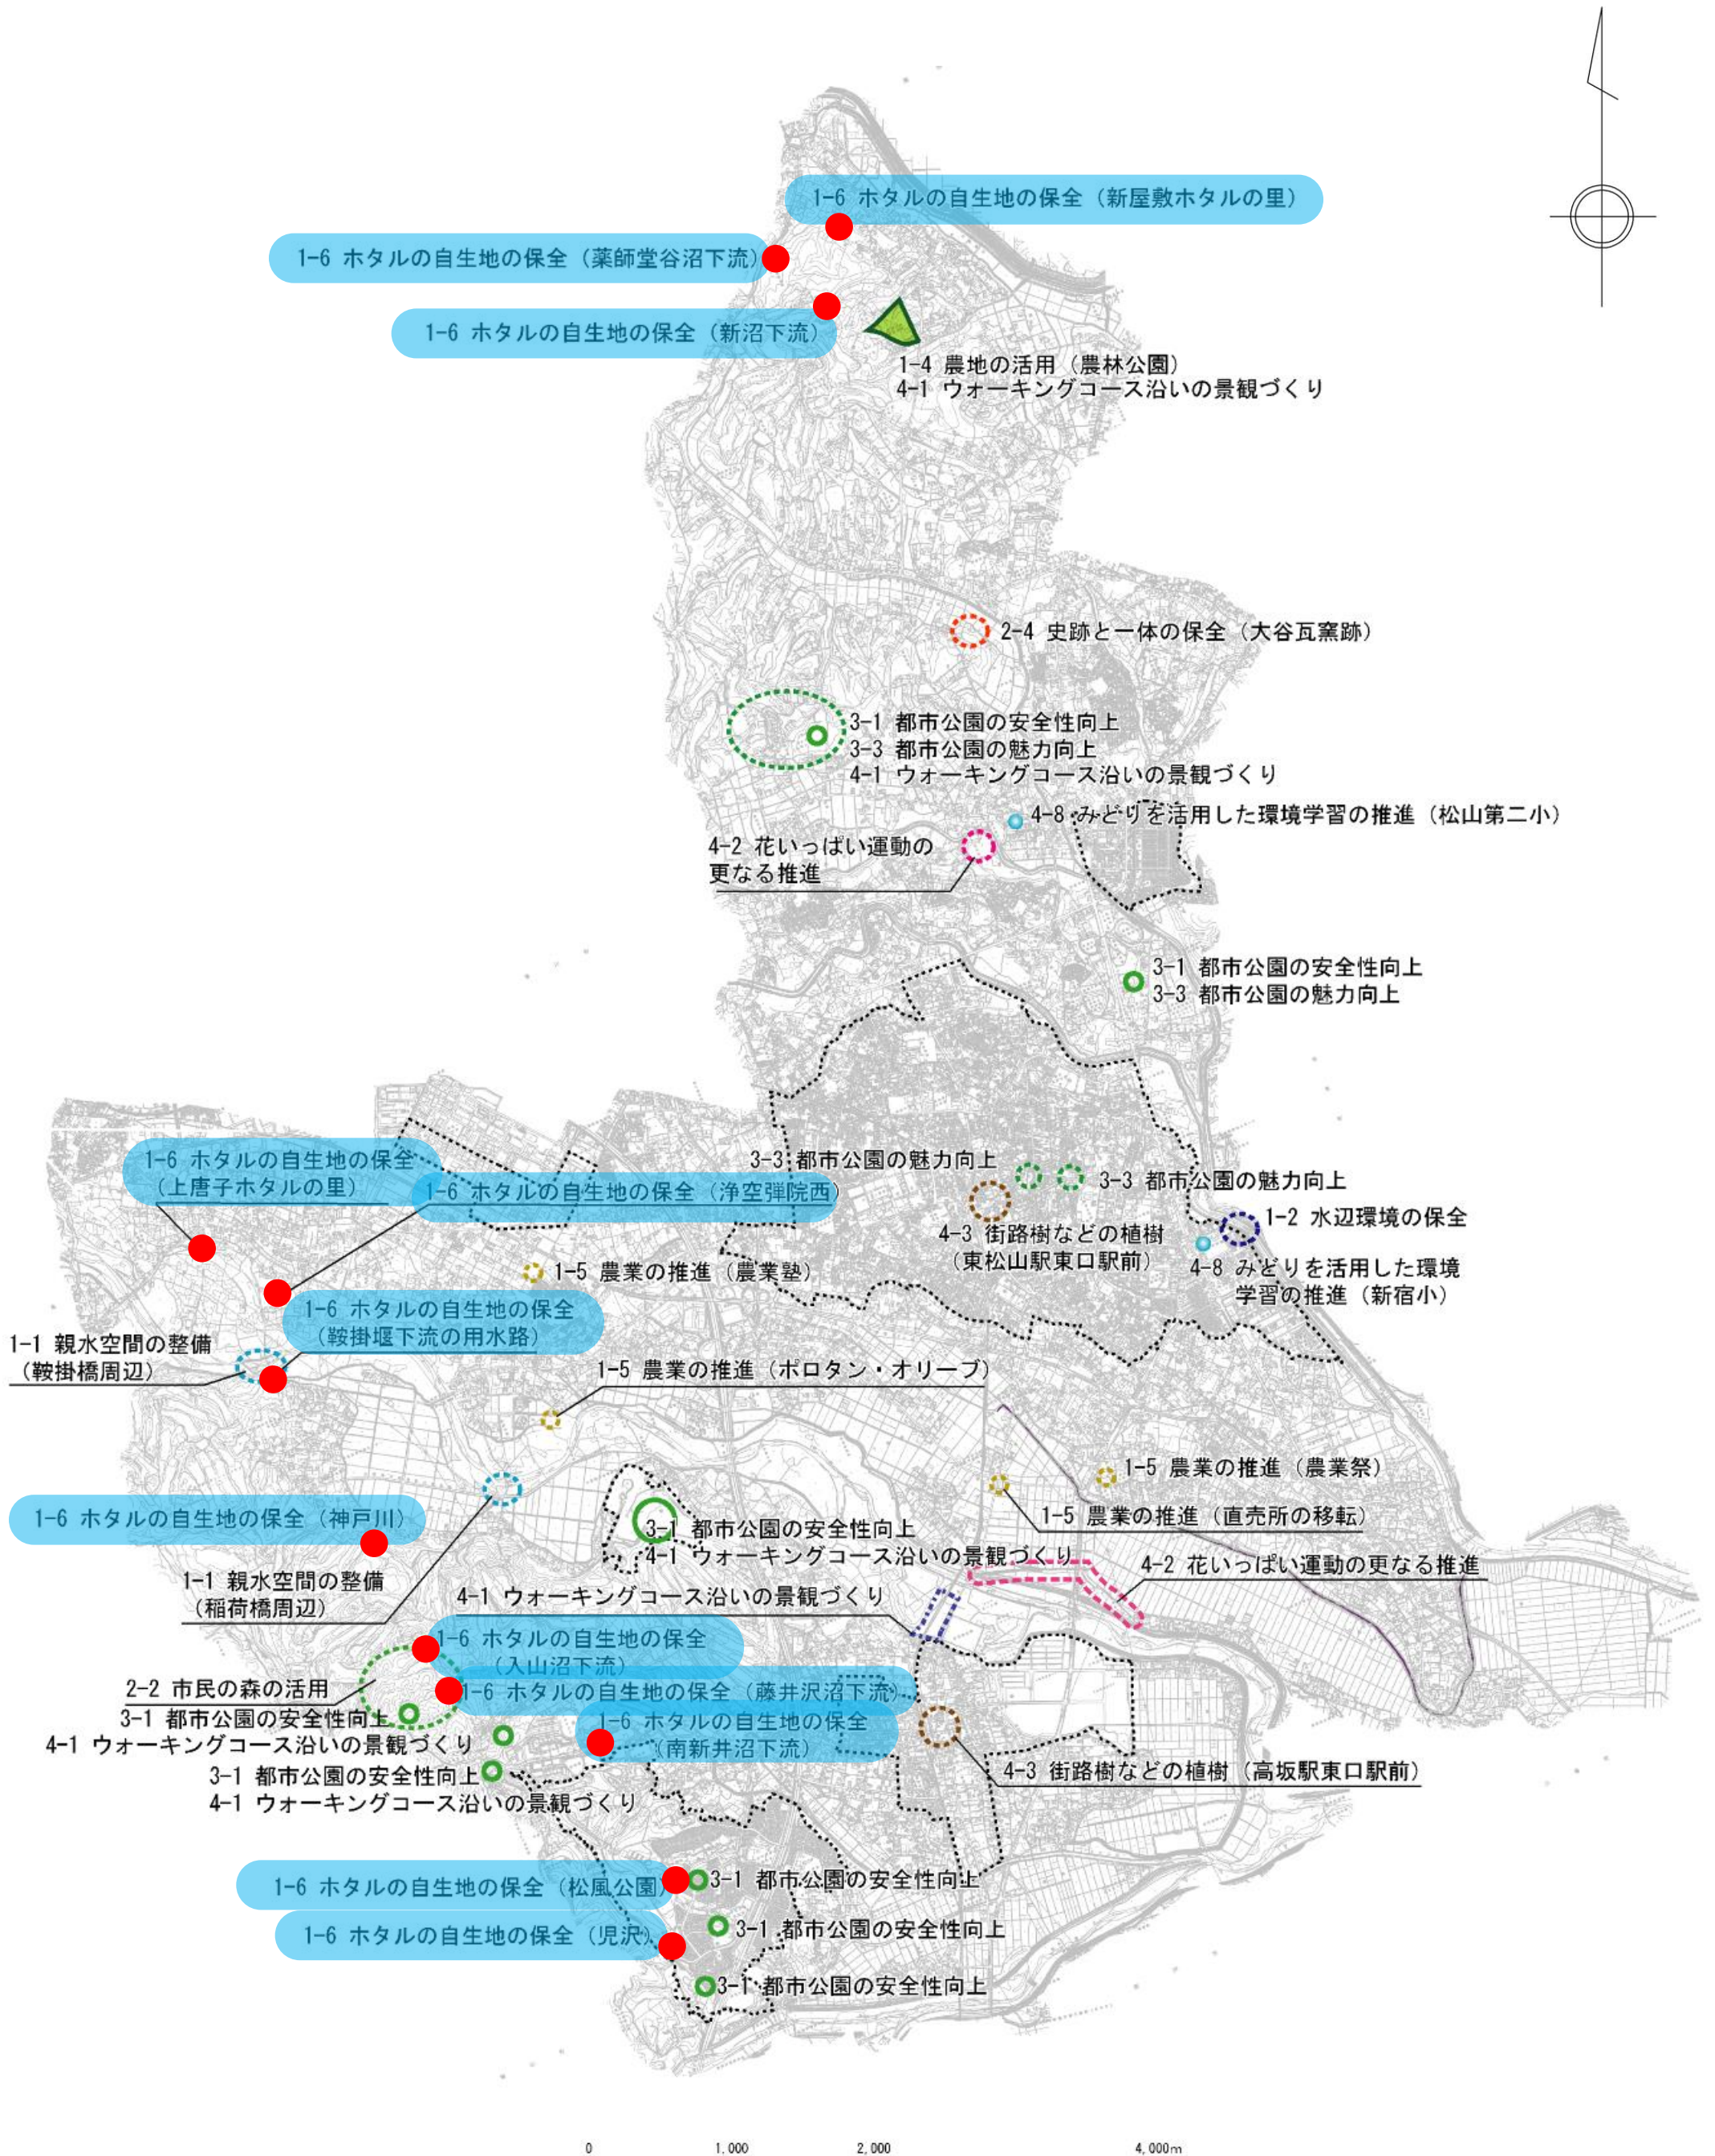 1-6 ホタルの自生地の保全（新屋敷ホタルの里）
1-6 ホタルの自生地の保全（薬師堂谷沼下流）
1-6 ホタルの自生地の保全（新沼下流）
1-4 農地の活用（農林公園）
4-1 ウォーキングコース沿いの景観づくり
2-4 史跡と一体の保全（大谷瓦窯跡）
3-1 都市公園の安全性向上
3-3 都市公園の魅力向上
4-1 ウォーキングコース沿いの景観づくり
4-8 みどりを活用した環境学習の推進（松山第二小）
4-2 花いっぱい運動の
更なる推進
3-1 都市公園の安全性向上
3-3 都市公園の魅力向上
1-6 ホタルの自生地の保全
（上唐子ホタルの里）
1-6 ホタルの自生地の保全（浄空弾院西）
3-3 都市公園の魅力向上
3-3 都市公園の魅力向上
4-3 街路樹などの植樹
（東松山駅東口駅前）
1-2 水辺環境の保全
4-8 みどりを活用した環境
学習の推進（新宿小）
1-5 農業の推進（農業塾）
1-6 ホタルの自生地の保全
（鞍掛堰下流の用水路）
1-1 親水空間の整備
（鞍掛橋周辺）
1-5 農業の推進（ポロタン・オリーブ）
1-5 農業の推進（農業祭）
1-5 農業の推進（直売所の移転）
1-6 ホタルの自生地の保全（神戸川）
3-1 都市公園の安全性向上
4-1 ウォーキングコース沿いの景観づくり
4-2 花いっぱい運動の更なる推進
1-1 親水空間の整備
（稲荷橋周辺）
4-1 ウォーキングコース沿いの景観づくり
1-6 ホタルの自生地の保全
（入山沼下流）
2-2 市民の森の活用
1-6 ホタルの自生地の保全（藤井沢沼下流）
3-1 都市公園の安全性向上
4-1 ウォーキングコース沿いの景観づくり
1-6 ホタルの自生地の保全
（南新井沼下流）
3-1 都市公園の安全性向上
4-1 ウォーキングコース沿いの景観づくり
4-3 街路樹などの植樹（高坂駅東口駅前）
1-6 ホタルの自生地の保全（松風公園）
3-1 都市公園の安全性向上
1-6 ホタルの自生地の保全（児沢）
3-1 都市公園の安全性向上
3-1 都市公園の安全性向上
0 1,000 2,000 4,000m